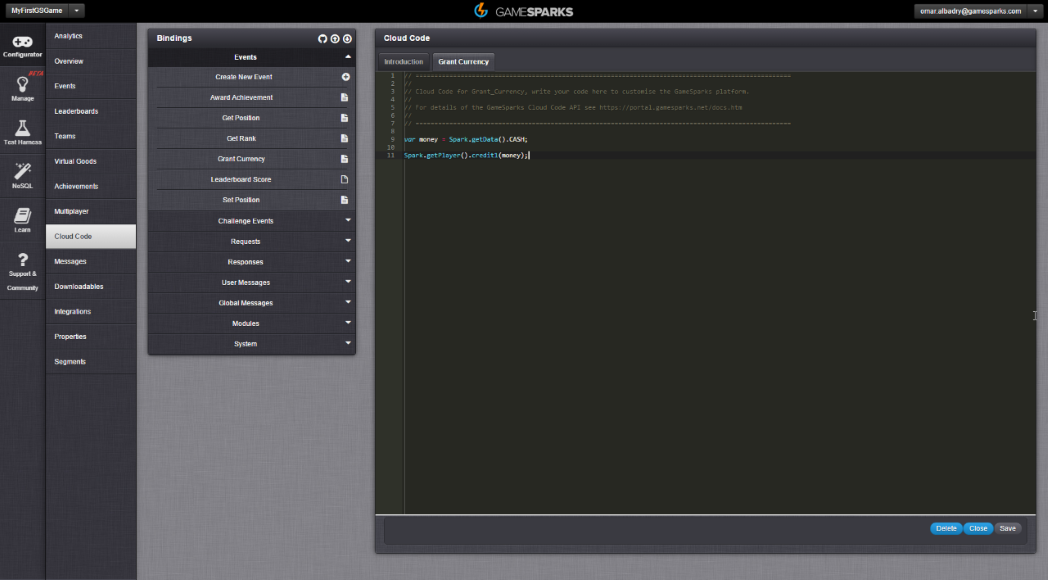 MyFirstGSGame
GAMESPARKS
omar.albadry@gamesparks.com
Configurator
BETA
Manage
Test Harness
NoSQL
Learn
?
Support &
Community
Analytics
Overview
Events
Leaderboards
Teams
Virtual Goods
Achievements
Multiplayer
Cloud Code
Messages
Downloadables
Integrations
Properties
Segments
Bindings
Events
Create New Event
Award Achievement
Get Position
Get Rank
Grant Currency
Leaderboard Score
Set Position
Challenge Events
Requests
Responses
User Messages
Global Messages
Modules
System
Cloud Code
Introduction
Grant Currency
1 // ====================================================================================================
2 //
3 // Cloud Code for Grant_Currency, write your code here to customise the GameSparks platform.
4 //
5 // For details of the GameSparks Cloud Code API see https://portal.gamesparks.net/docs.htm
6 //
7 // ====================================================================================================
8
9 var money = Spark.getData().CASH;
10
11 Spark.getPlayer().credit1(money);
Delete
Close
Save